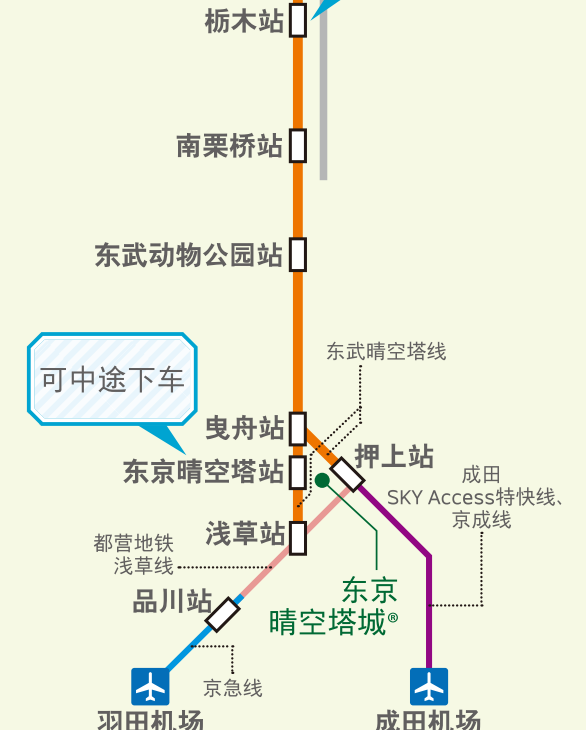 栃木站
南栗桥站
东武动物公园站
东武晴空塔线
可中途下车
曳舟站
押上站
东京晴空塔站
成田
SKY Access特快线、
京成线
浅草站
都营地铁
浅草线
东京
晴空塔城®
品川站
京急线
羽田机场
成田机场